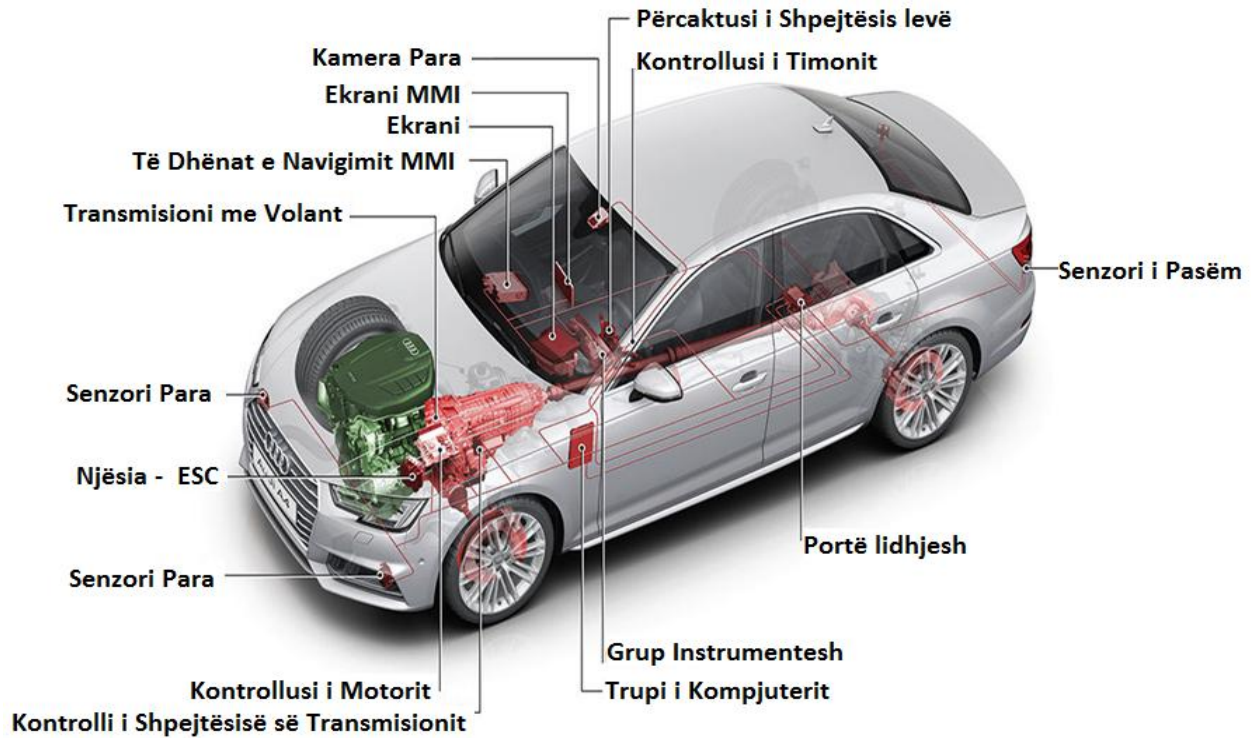 Përcaktusi i Shpejtësis levë
Kamera Para
Kontrollusi i Timonit
Ekrani MMI
Ekrani
Të Dhënat e Navigimit MMI
Transmisioni me Volant
Senzori i Pasëm
Senzori Para
Njësia - ESC
Portë lidhjesh
Senzori Para
Grup Instrumentesh
Kontrollusi i Motorit
Trupi i Kompjuterit
Kontrolli i Shpejtësisë së Transmisionit